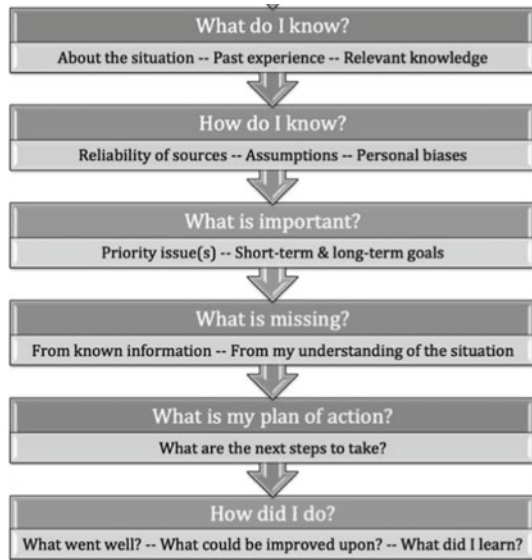 What do I know?
About the situation -- Past experience -- Relevant knowledge
How do I know?
Reliability of sources -- Assumptions -- Personal biases
What is important?
Priority issue(s) -- Short-term & long-term goals
What is missing?
From known information -- From my understanding of the situation
What is my plan of action?
What are the next steps to take?
How did I do?
What went well? -- What could be improved upon? -- What did I learn?